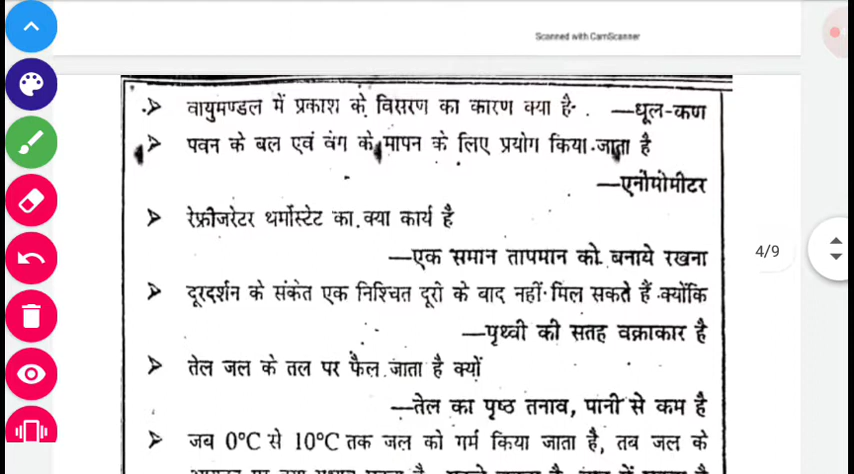 Scanned with CamScanner
➢ वायुमण्डल में प्रकाश के विसरण का कारण क्या है —धूल-कण
➢ पवन के बल एवं वेग के मापन के लिए प्रयोग किया जाता है
—एनीमोमीटर
➢ रेफ्रीजरेटर थर्मोस्टेट का क्या कार्य है
—एक समान तापमान को बनाये रखना
4/9
➢ दूरदर्शन के संकेत एक निश्चित दूरी के बाद नहीं मिल सकते हैं क्योंकि
—पृथ्वी की सतह वक्राकार है
➢ तेल जल के तल पर फैल जाता है क्यों
—तेल का पृष्ठ तनाव, पानी से कम है
➢ जब 0°C से 10°C तक जल को गर्म किया जाता है, तब जल के